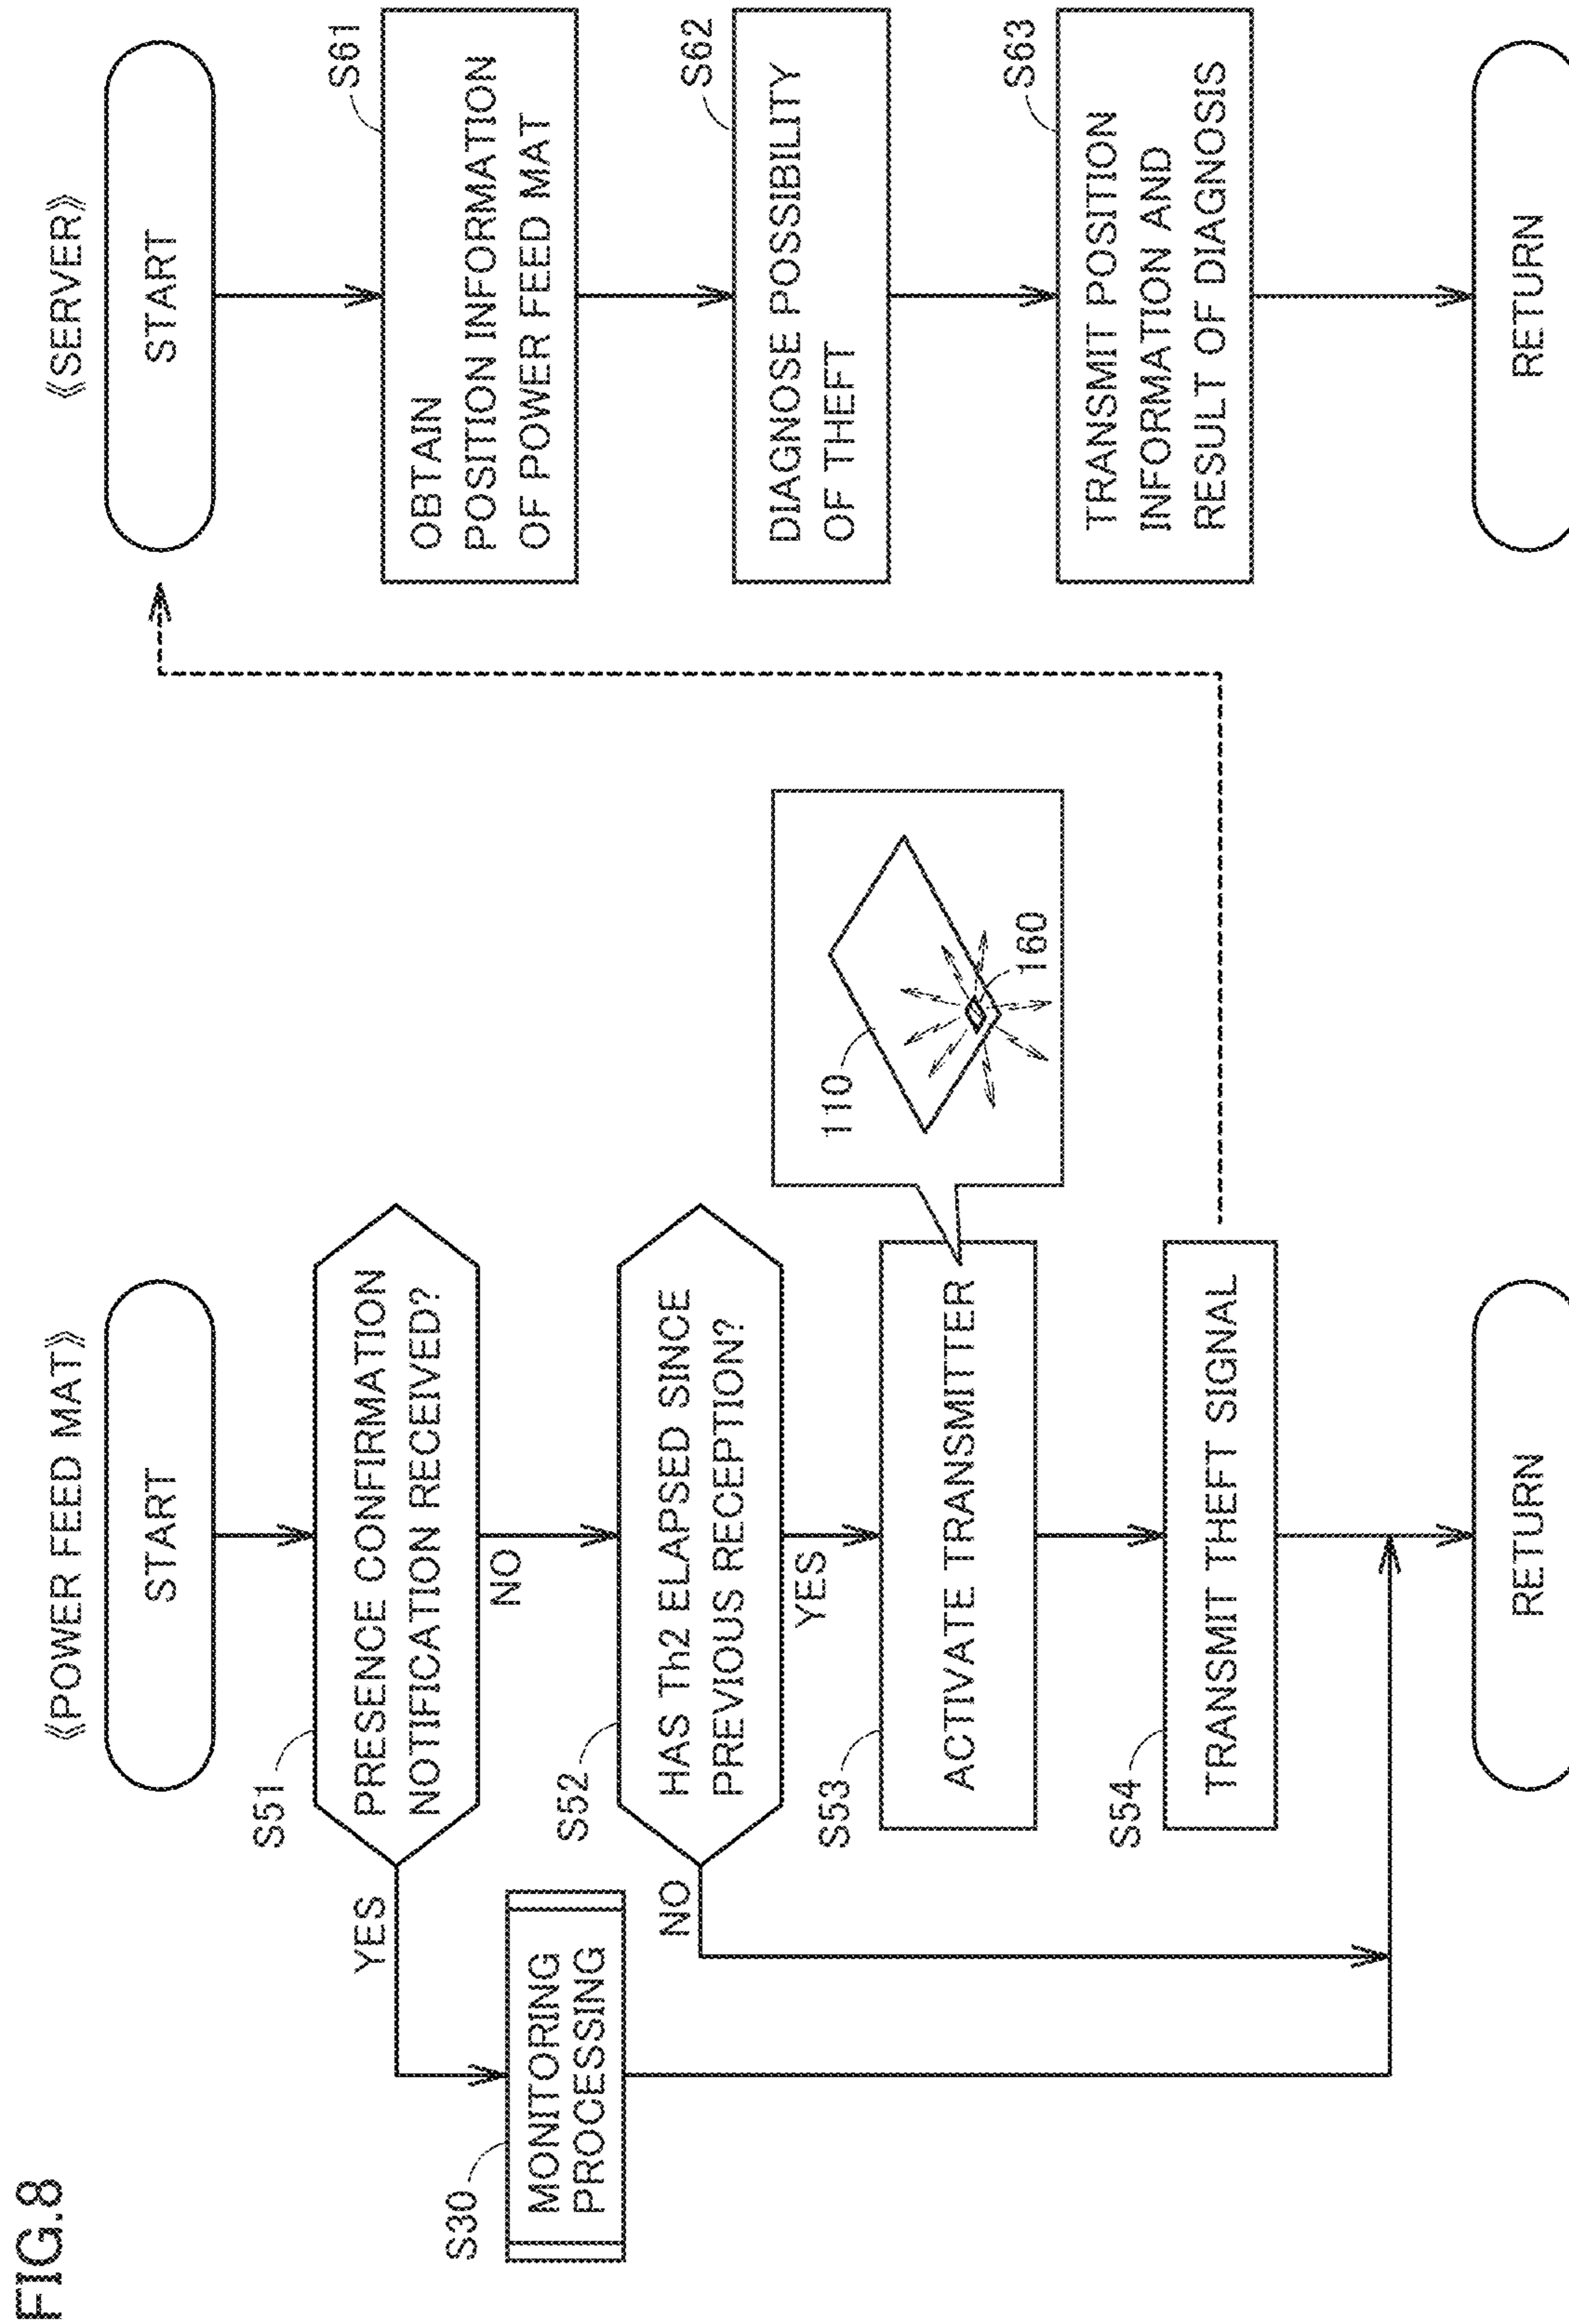 FIG.8
《POWER FEED MAT》
START
S51
PRESENCE CONFIRMATION
NOTIFICATION RECEIVED?
YES
NO
S30
MONITORING
PROCESSING
S52
HAS Th2 ELAPSED SINCE
PREVIOUS RECEPTION?
NO
YES
S53
ACTIVATE TRANSMITTER
110
160
S54
TRANSMIT THEFT SIGNAL
RETURN
《SERVER》
START
S61
OBTAIN
POSITION INFORMATION
OF POWER FEED MAT
S62
DIAGNOSE POSSIBILITY
OF THEFT
S63
TRANSMIT POSITION
INFORMATION AND
RESULT OF DIAGNOSIS
RETURN